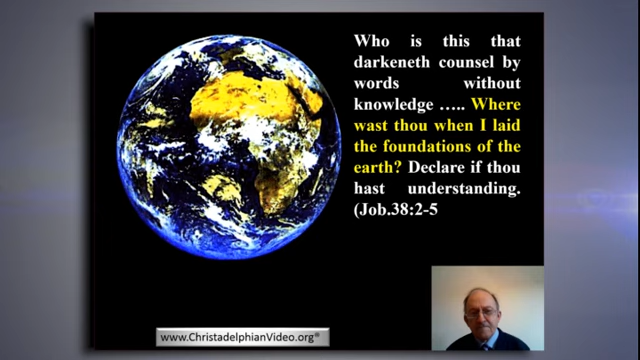 Who is this that
darkeneth counsel by
words without
knowledge ..... Where
wast thou when I laid
the foundations of the
earth? Declare if thou
hast understanding.
(Job.38:2-5
www.ChristadelphianVideo.org®